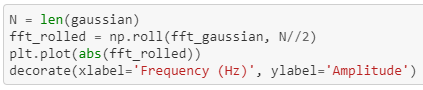 N = len(gaussian)
fft_rolled = np.roll(fft_gaussian, N//2)
plt.plot(abs(fft_rolled))
decorate(xlabel='Frequency (Hz)', ylabel='Amplitude')